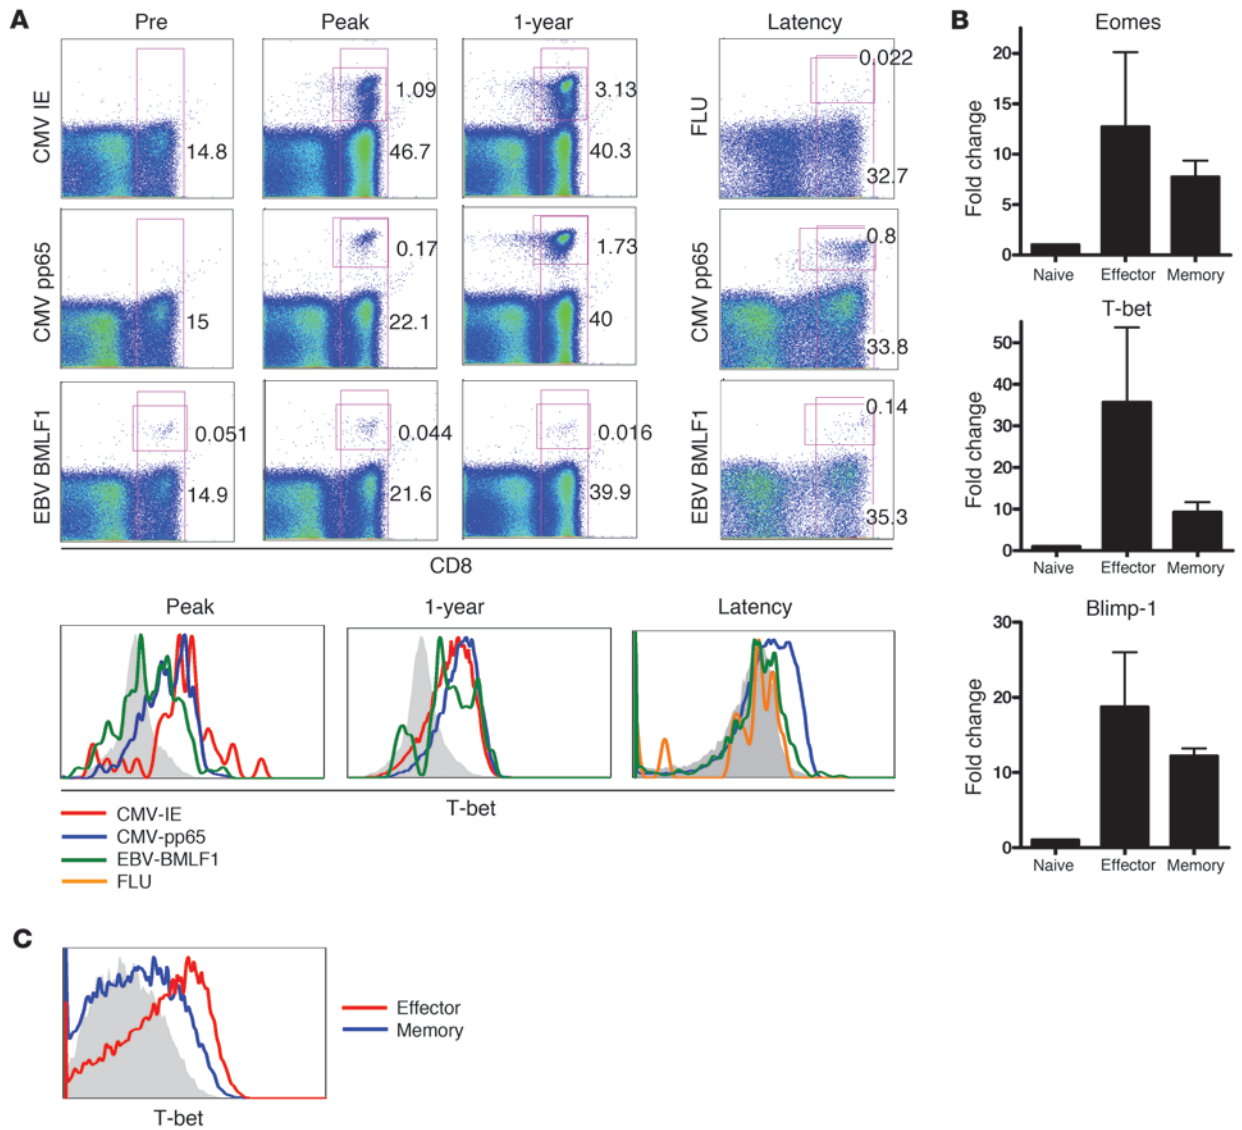 A
Pre
Peak
1-year
Latency
CMV IE
14.8
1.09
46.7
3.13
40.3
FLU
0.022
32.7
CMV pp65
15
0.17
22.1
1.73
40
CMV pp65
0.8
33.8
EBV BMLF1
0.051
14.9
0.044
21.6
0.016
39.9
EBV BMLF1
0.14
35.3
CD8
Peak
1-year
Latency
T-bet
CMV-IE
CMV-pp65
EBV-BMLF1
FLU
B
Eomes
Fold change
20
15
10
5
0
Naive
Effector
Memory
T-bet
Fold change
50
40
30
20
10
0
Naive
Effector
Memory
Blimp-1
Fold change
30
20
10
0
Naive
Effector
Memory
C
Effector
Memory
T-bet